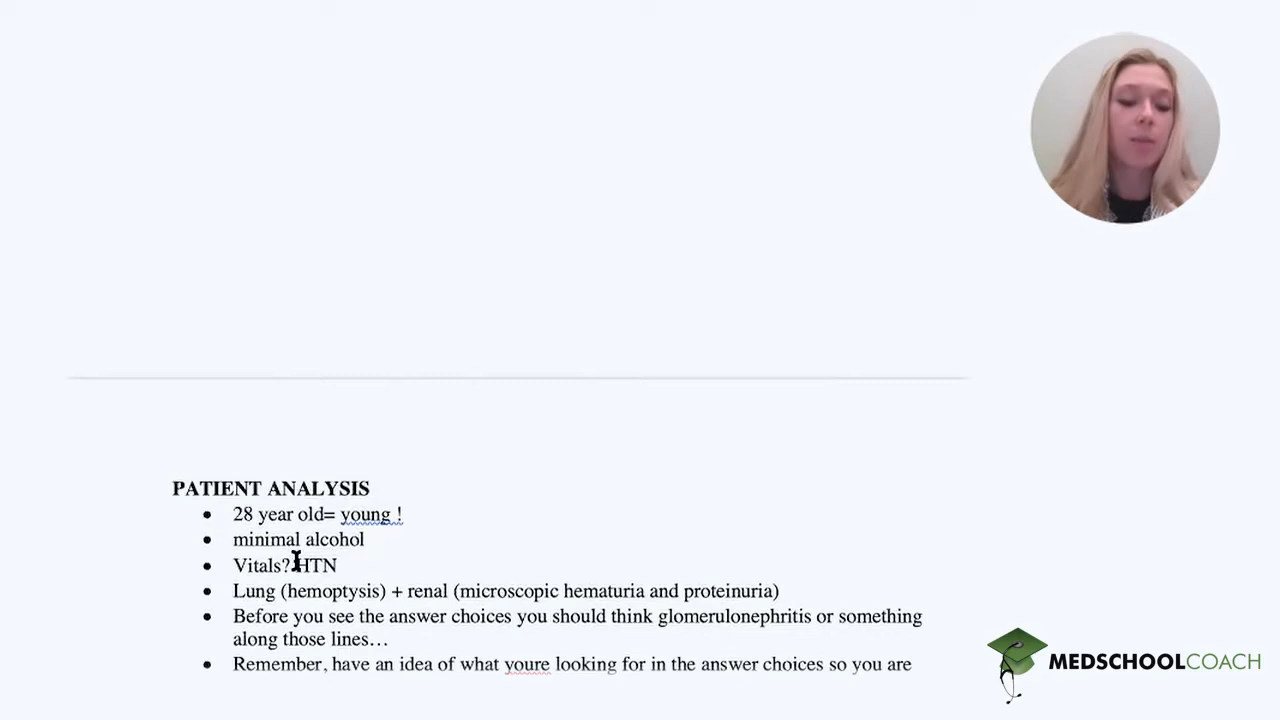 PATIENT ANALYSIS
• 28 year old= young !
• minimal alcohol
• Vitals? HTN
• Lung (hemoptysis) + renal (microscopic hematuria and proteinuria)
• Before you see the answer choices you should think glomerulonephritis or something
along those lines…
• Remember, have an idea of what youre looking for in the answer choices so you are
MEDSCHOOLCOACH